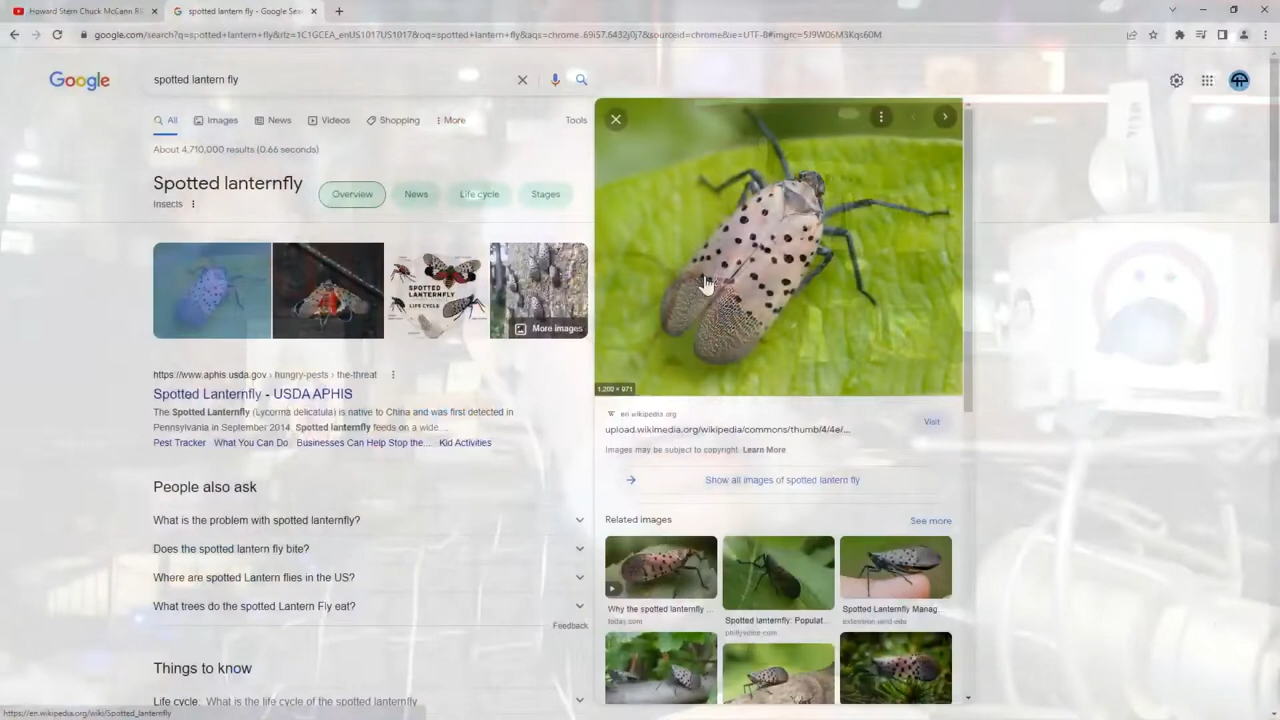 Howard Stern Chuck McCann RI
spotted lantern fly - Google Sea
google.com/search?q=spotted+lantern+fly&rlz=1C1GCEA_enUS1017US1017&oq=spotted+lantern+fly&aqs=chrome..69i57.6432j0j7&sourceid=chrome&ie=UTF-8#imgrc=5J9W06M3Kqs60M
Google
spotted lantern fly
All
Images
News
Videos
Shopping
More
Tools
About 4,710,000 results (0.66 seconds)
Spotted lanternfly
Insects
Overview
News
Life cycle
Stages
SPOTTED
LANTERNFLY
LIFE CYCLE
More images
https://www.aphis.usda.gov › hungry-pests › the-threat
Spotted Lanternfly - USDA APHIS
The Spotted Lanternfly (Lycorma delicatula) is native to China and was first detected in
Pennsylvania in September 2014. Spotted lanternfly feeds on a wide...
Pest Tracker What You Can Do Businesses Can Help Stop the... Kid Activities
People also ask
What is the problem with spotted lanternfly?
Does the spotted lantern fly bite?
Where are spotted Lantern flies in the US?
What trees do the spotted Lantern Fly eat?
Feedback
Things to know
Life cycle: What is the life cycle of the spotted lanternfly
https://en.wikipedia.org/wiki/Spotted_lanternfly
1,200 × 971
W en.wikipedia.org
upload.wikimedia.org/wikipedia/commons/thumb/4/4e/...
Visit
Images may be subject to copyright. Learn More
Show all images of spotted lantern fly
Related images
See more
Why the spotted lanternfly ...
today.com
Spotted lanternfly: Populat...
phillyvoice.com
Spotted Lanternfly Manag...
extension.umd.edu